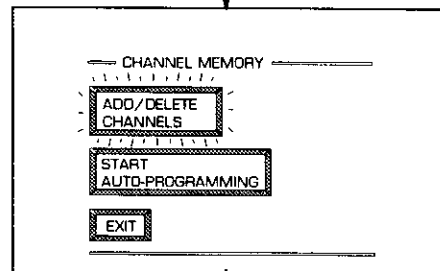 CHANNEL MEMORY
ADD/DELETE
CHANNELS
START
AUTO-PROGRAMMING
EXIT